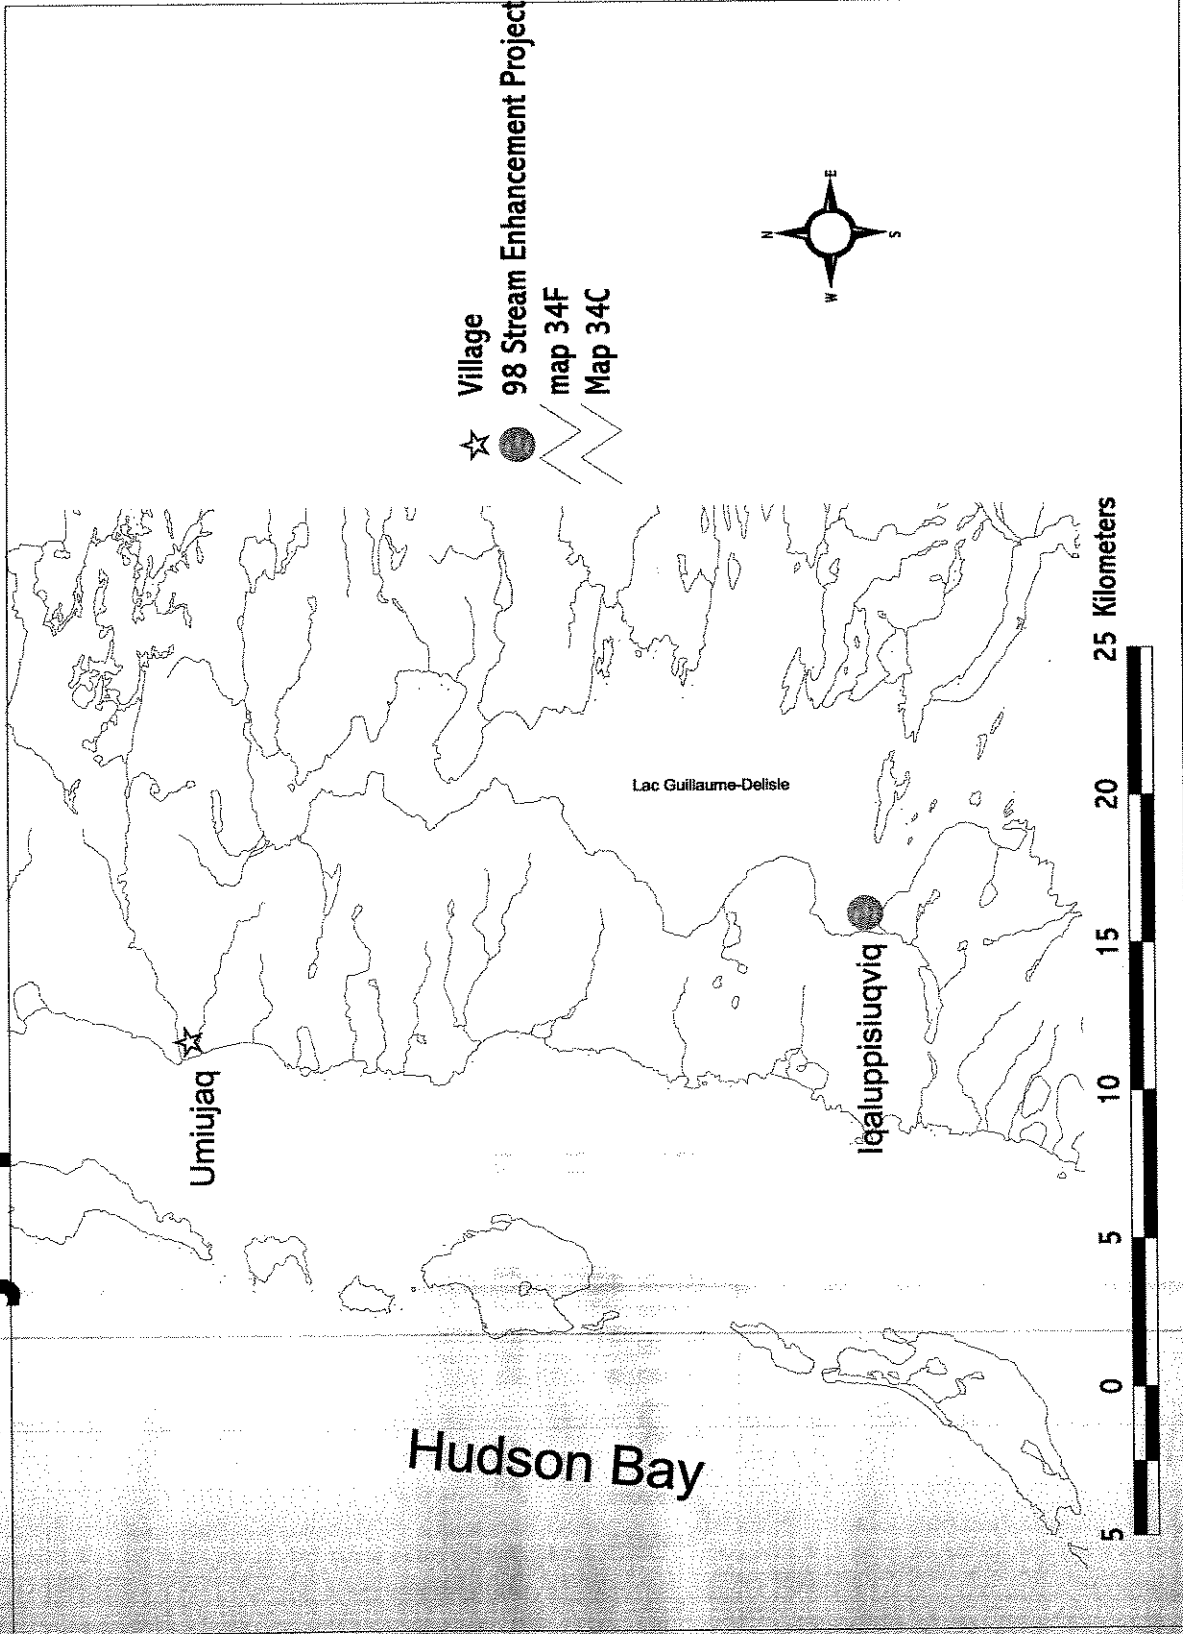 Village
98 Stream Enhancement Project
map 34F
Map 34C
N
W
E
S
Umiujaq
Lac Guillaume-Delisle
Iqaluppisiuqviq
Hudson Bay
5 0 5 10 15 20 25 Kilometers